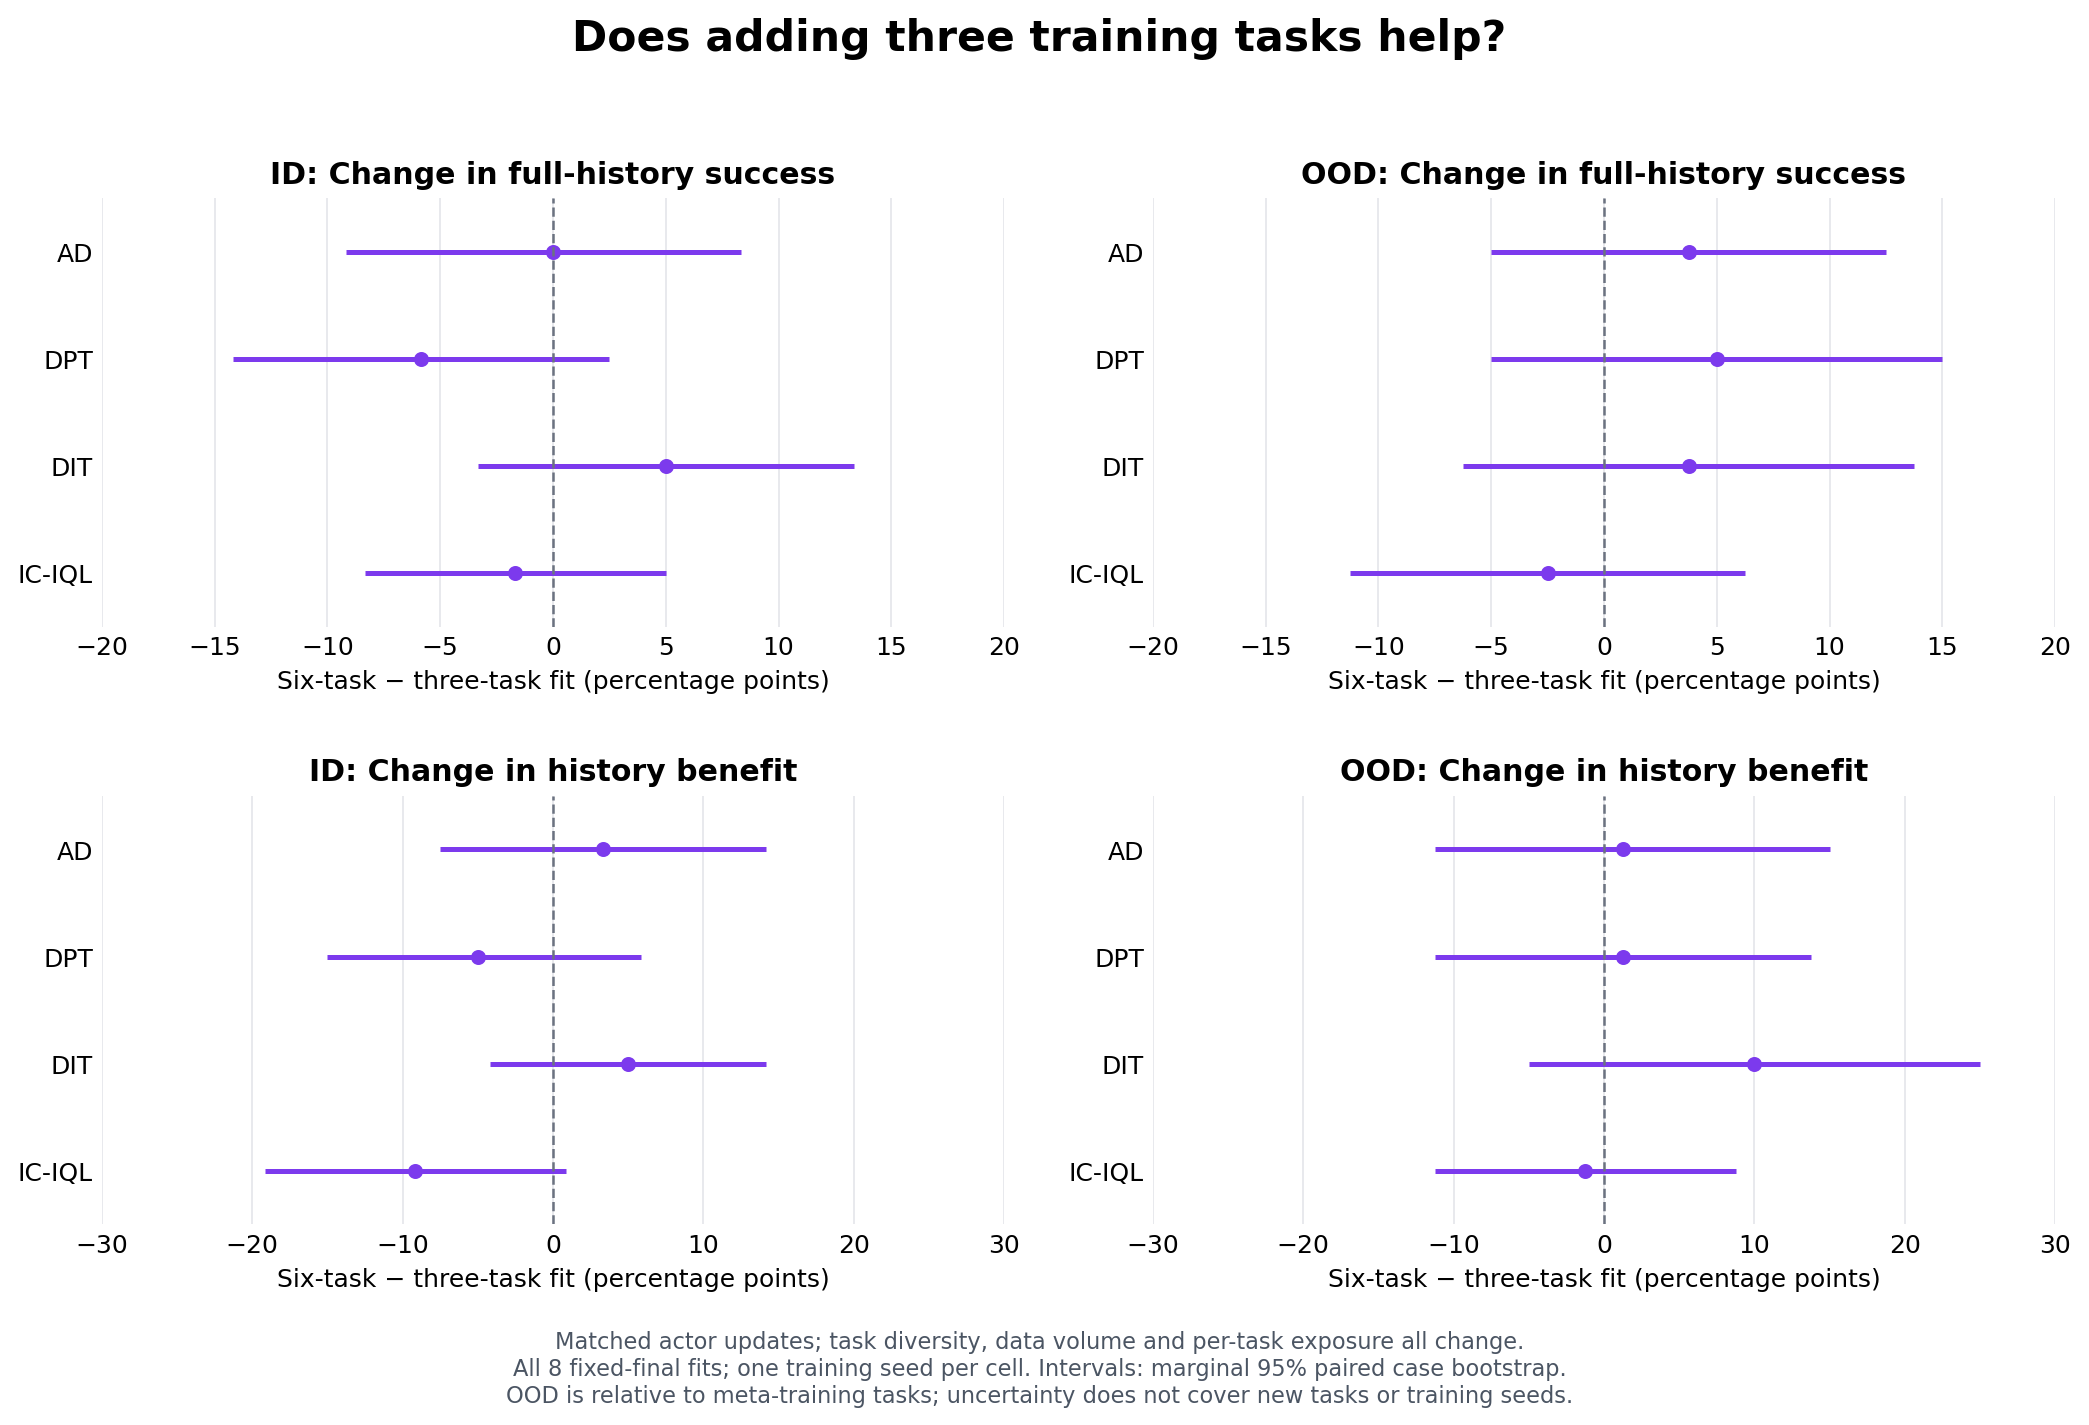 Does adding three training tasks help?
ID: Change in full-history success
AD
DPT
DIT
IC-IQL
−20 −15 −10 −5 0 5 10 15 20
Six-task − three-task fit (percentage points)
OOD: Change in full-history success
AD
DPT
DIT
IC-IQL
−20 −15 −10 −5 0 5 10 15 20
Six-task − three-task fit (percentage points)
ID: Change in history benefit
AD
DPT
DIT
IC-IQL
−30 −20 −10 0 10 20 30
Six-task − three-task fit (percentage points)
OOD: Change in history benefit
AD
DPT
DIT
IC-IQL
−30 −20 −10 0 10 20 30
Six-task − three-task fit (percentage points)
Matched actor updates; task diversity, data volume and per-task exposure all change.
All 8 fixed-final fits; one training seed per cell. Intervals: marginal 95% paired case bootstrap.
OOD is relative to meta-training tasks; uncertainty does not cover new tasks or training seeds.